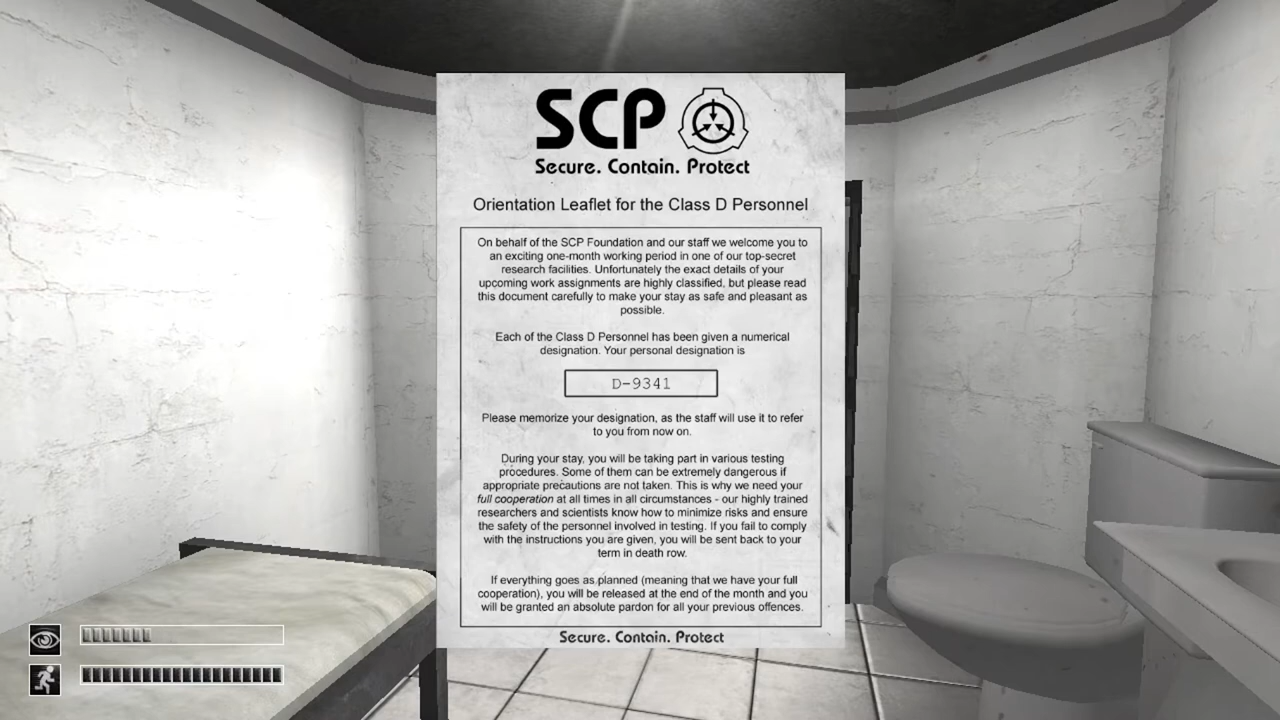 SCP
Secure. Contain. Protect
Orientation Leaflet for the Class D Personnel
On behalf of the SCP Foundation and our staff we welcome you to
an exciting one-month working period in one of our top-secret
research facilities. Unfortunately the exact details of your
upcoming work assignments are highly classified, but please read
this document carefully to make your stay as safe and pleasant as
possible.
Each of the Class D Personnel has been given a numerical
designation. Your personal designation is
D-9341
Please memorize your designation, as the staff will use it to refer
to you from now on.
During your stay, you will be taking part in various testing
procedures. Some of them can be extremely dangerous if
appropriate precautions are not taken. This is why we need your
full cooperation at all times in all circumstances - our highly trained
researchers and scientists know how to minimize risks and ensure
the safety of the personnel involved in testing. If you fail to comply
with the instructions you are given, you will be sent back to your
term in death row.
If everything goes as planned (meaning that we have your full
cooperation), you will be released at the end of the month and you
will be granted an absolute pardon for all your previous offences.
Secure. Contain. Protect